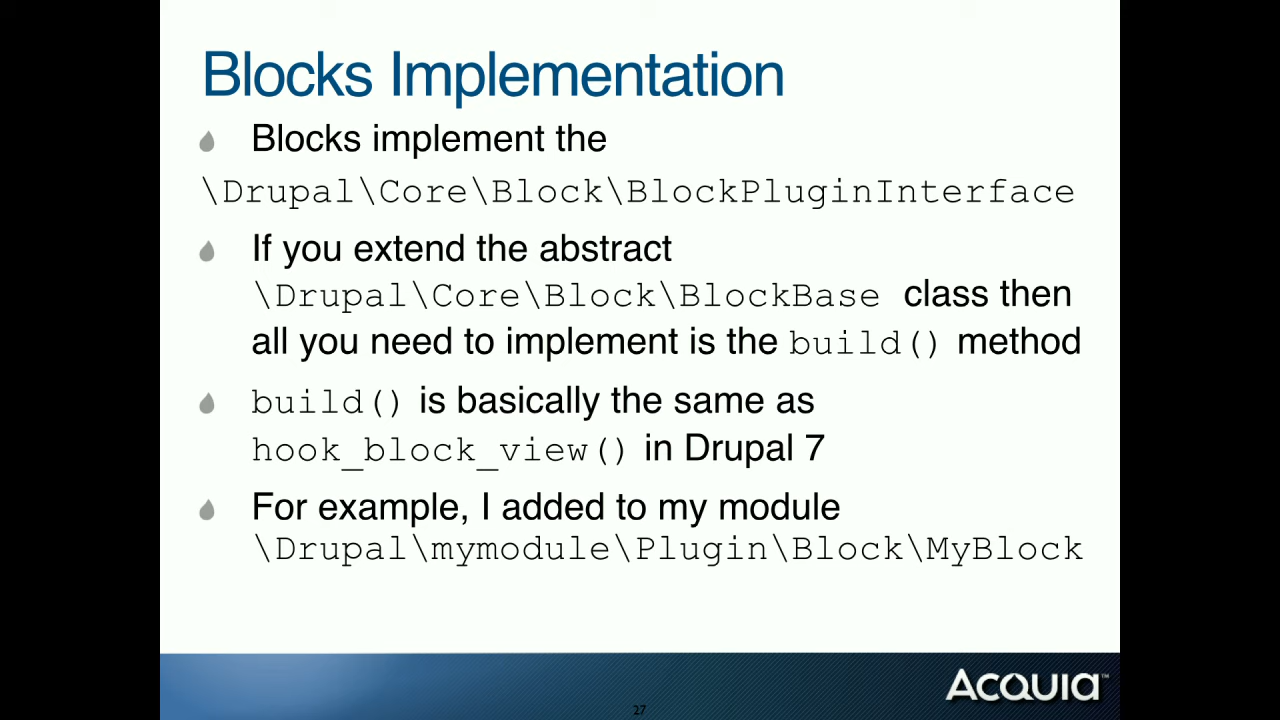 Blocks Implementation
Blocks implement the
\Drupal\Core\Block\BlockPluginInterface
If you extend the abstract
\Drupal\Core\Block\BlockBase class then
all you need to implement is the build() method
build() is basically the same as
hook_block_view() in Drupal 7
For example, I added to my module
\Drupal\mymodule\Plugin\Block\MyBlock
ACQUIA™
27